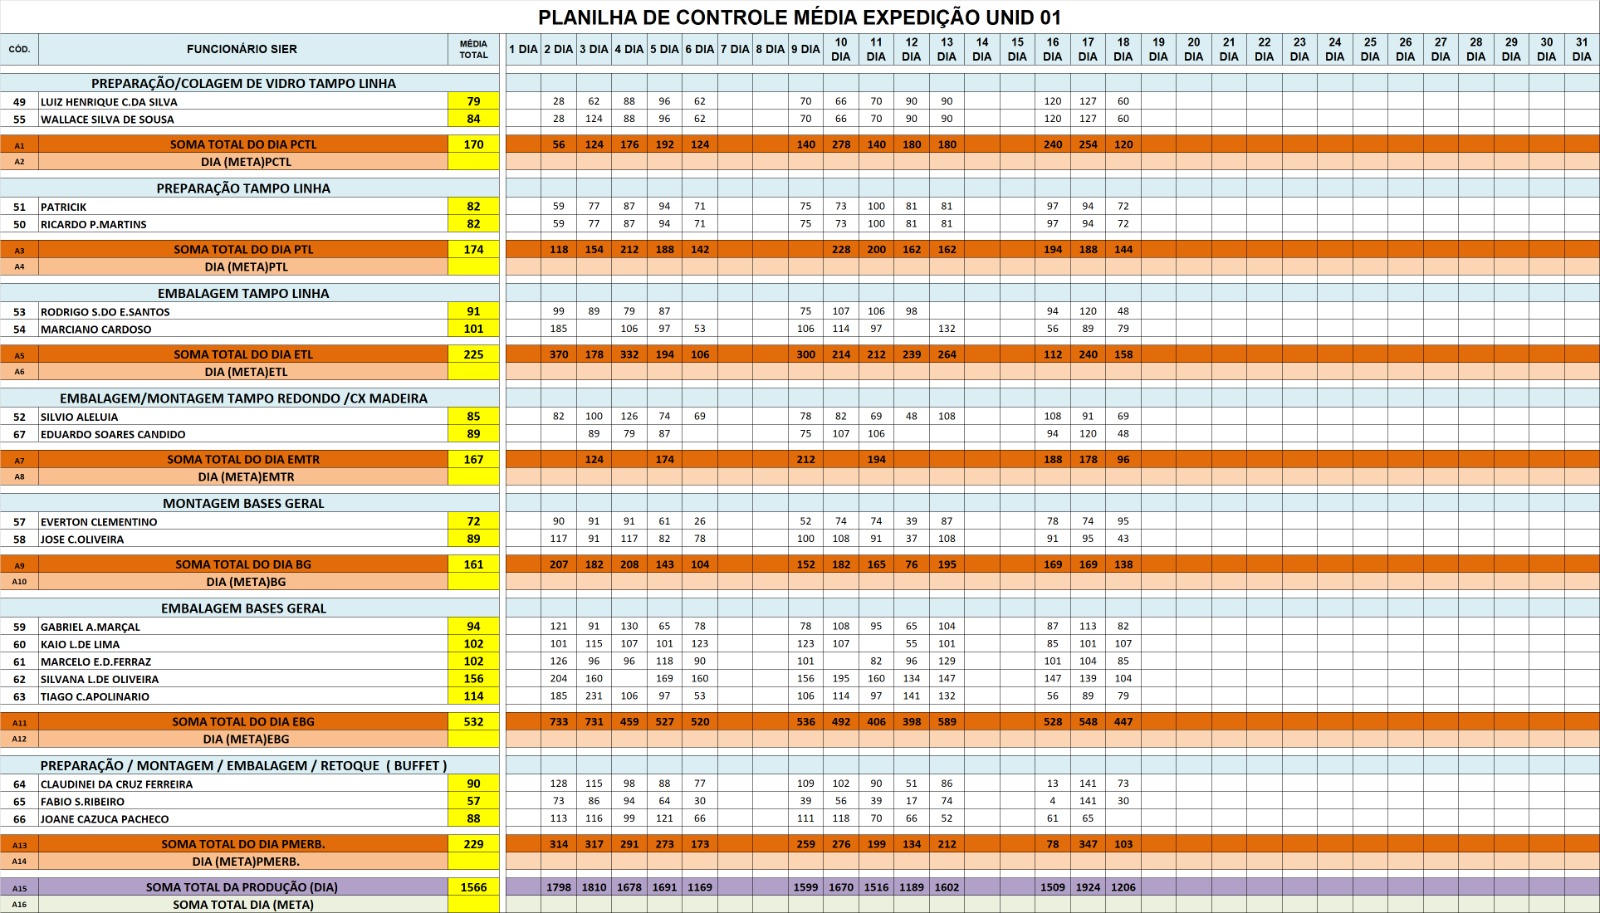 PLANILHA DE CONTROLE MÉDIA EXPEDIÇÃO UNID 01
CÓD. FUNCIONÁRIO SIER MÉDIA TOTAL 1 DIA 2 DIA 3 DIA 4 DIA 5 DIA 6 DIA 7 DIA 8 DIA 9 DIA 10 DIA 11 DIA 12 DIA 13 DIA 14 DIA 15 DIA 16 DIA 17 DIA 18 DIA 19 DIA 20 DIA 21 DIA 22 DIA 23 DIA 24 DIA 25 DIA 26 DIA 27 DIA 28 DIA 29 DIA 30 DIA 31 DIA
PREPARAÇÃO/COLAGEM DE VIDRO TAMPO LINHA
49 LUIZ HENRIQUE C.DA SILVA 79 28 62 88 96 62 70 66 70 90 90 120 127 60
55 WALLACE SILVA DE SOUSA 84 28 124 88 96 62 70 66 70 90 90 120 127 60
A1 SOMA TOTAL DO DIA PCTL 170 56 124 176 192 124 140 278 140 180 180 240 254 120
A2 DIA (META)PCTL
PREPARAÇÃO TAMPO LINHA
51 PATRICIK 82 59 77 87 94 71 75 73 100 81 81 97 94 72
50 RICARDO P.MARTINS 82 59 77 87 94 71 75 73 100 81 81 97 94 72
A3 SOMA TOTAL DO DIA PTL 174 118 154 212 188 142 228 200 162 162 194 188 144
A4 DIA (META)PTL
EMBALAGEM TAMPO LINHA
53 RODRIGO S.DO E.SANTOS 91 99 89 79 87 75 107 106 98 94 120 48
54 MARCIANO CARDOSO 101 185 106 97 53 106 114 97 132 56 89 79
A5 SOMA TOTAL DO DIA ETL 225 370 178 332 194 106 300 214 212 239 264 112 240 158
A6 DIA (META)ETL
EMBALAGEM/MONTAGEM TAMPO REDONDO /CX MADEIRA
52 SILVIO ALELUIA 85 82 100 126 74 69 78 82 69 48 108 108 91 69
67 EDUARDO SOARES CANDIDO 89 89 79 87 75 107 106 94 120 48
A7 SOMA TOTAL DO DIA EMTR 167 124 174 212 194 188 178 96
A8 DIA (META)EMTR
MONTAGEM BASES GERAL
57 EVERTON CLEMENTINO 72 90 91 91 61 26 52 74 74 39 87 78 74 95
58 JOSE C.OLIVEIRA 89 117 91 117 82 78 100 108 91 37 108 91 95 43
A9 SOMA TOTAL DO DIA BG 161 207 182 208 143 104 152 182 165 76 195 169 169 138
A10 DIA (META)BG
EMBALAGEM BASES GERAL
59 GABRIEL A.MARÇAL 94 121 91 130 65 78 78 108 95 65 104 87 113 82
60 KAIO L.DE LIMA 102 101 115 107 101 123 123 107 55 101 85 101 107
61 MARCELO E.D.FERRAZ 102 126 96 96 118 90 101 82 96 129 101 104 85
62 SILVANA L.DE OLIVEIRA 156 204 160 169 160 156 195 160 134 147 147 139 104
63 TIAGO C.APOLINARIO 114 185 231 106 97 53 106 114 97 141 132 56 89 79
A11 SOMA TOTAL DO DIA EBG 532 733 731 459 527 520 536 492 406 398 589 528 548 447
A12 DIA (META)EBG
PREPARAÇÃO / MONTAGEM / EMBALAGEM / RETOQUE ( BUFFET )
64 CLAUDINEI DA CRUZ FERREIRA 90 128 115 98 88 77 109 102 90 51 86 13 141 73
65 FABIO S.RIBEIRO 57 73 86 94 64 30 39 56 39 17 74 4 141 30
66 JOANE CAZUCA PACHECO 88 113 116 99 121 66 111 118 70 66 52 61 65
A13 SOMA TOTAL DO DIA PMERB. 229 314 317 291 273 173 259 276 199 134 212 78 347 103
A14 DIA (META)PMERB.
A15 SOMA TOTAL DA PRODUÇÃO (DIA) 1566 1798 1810 1678 1691 1169 1599 1670 1516 1189 1602 1509 1924 1206
A16 SOMA TOTAL DIA (META)